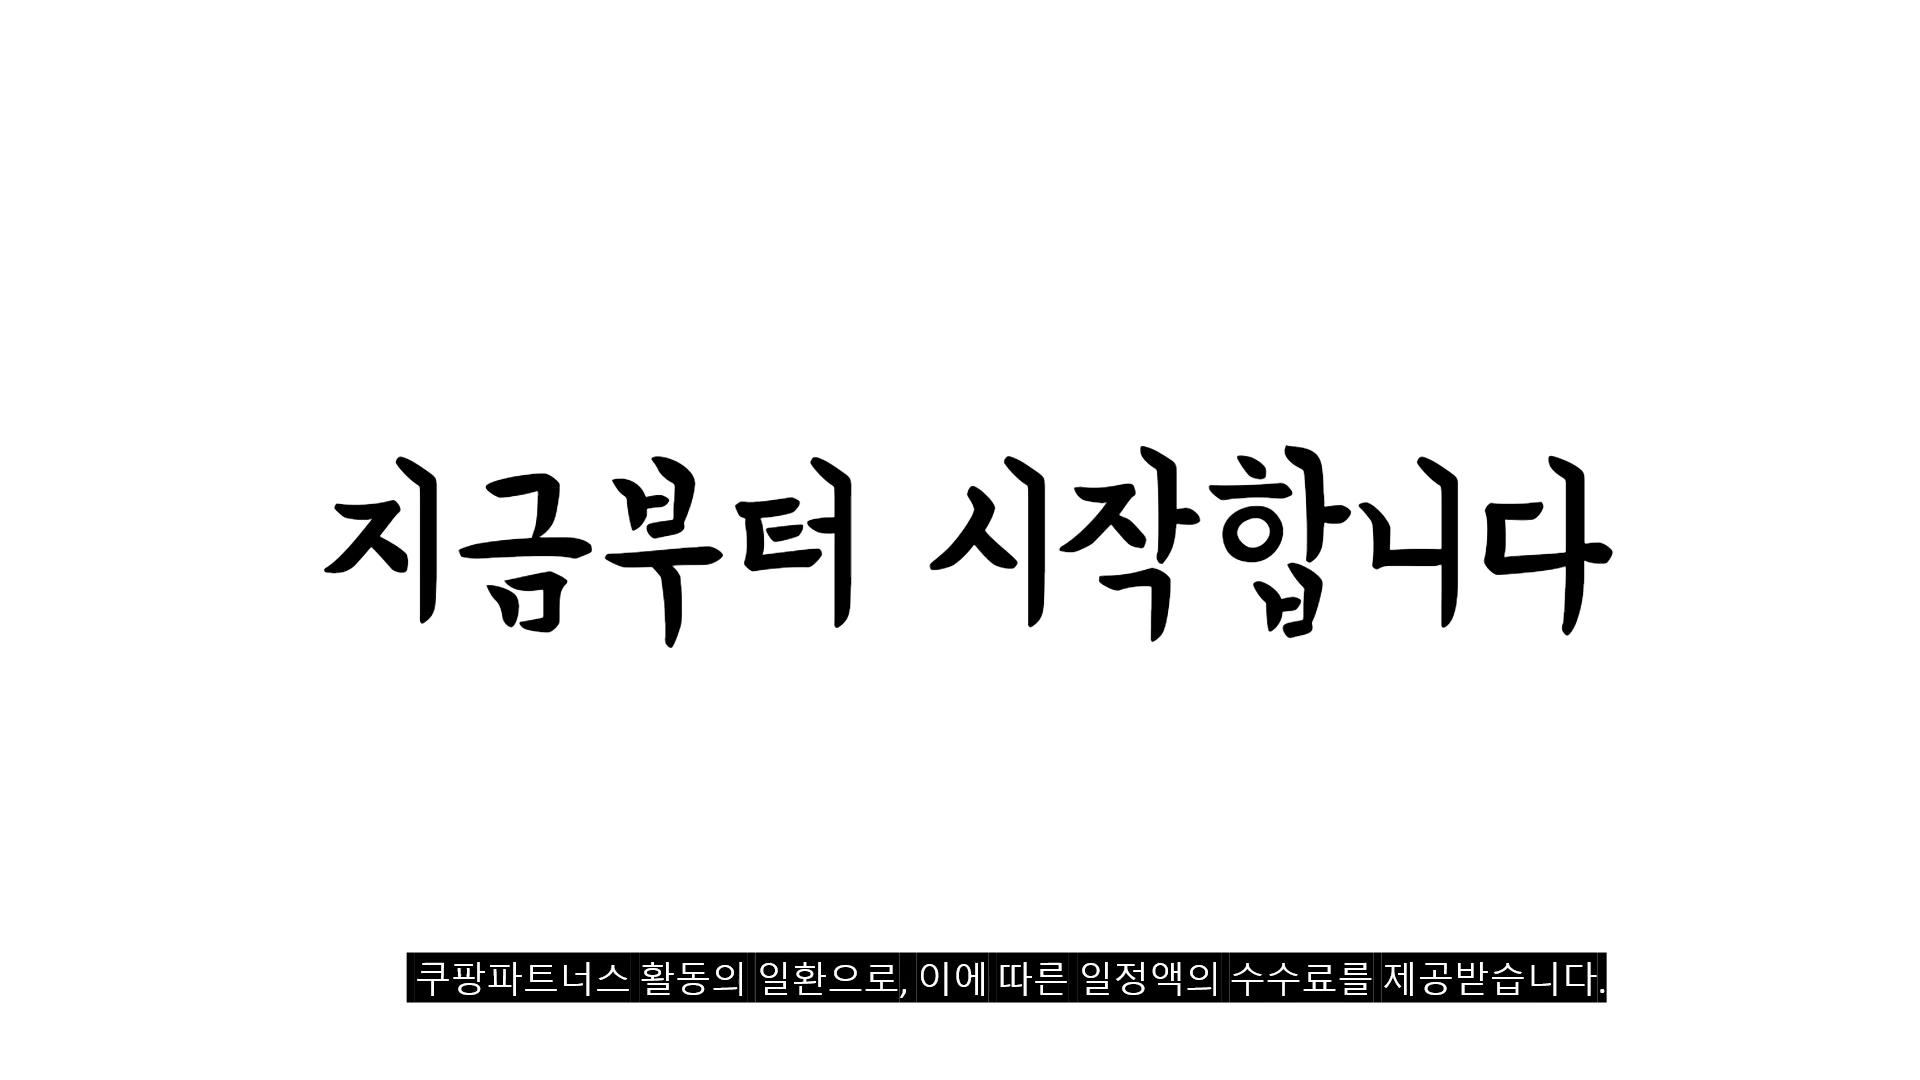 지금부터 시작합니다
쿠팡파트너스 활동의 일환으로, 이에 따른 일정액의 수수료를 제공받습니다.